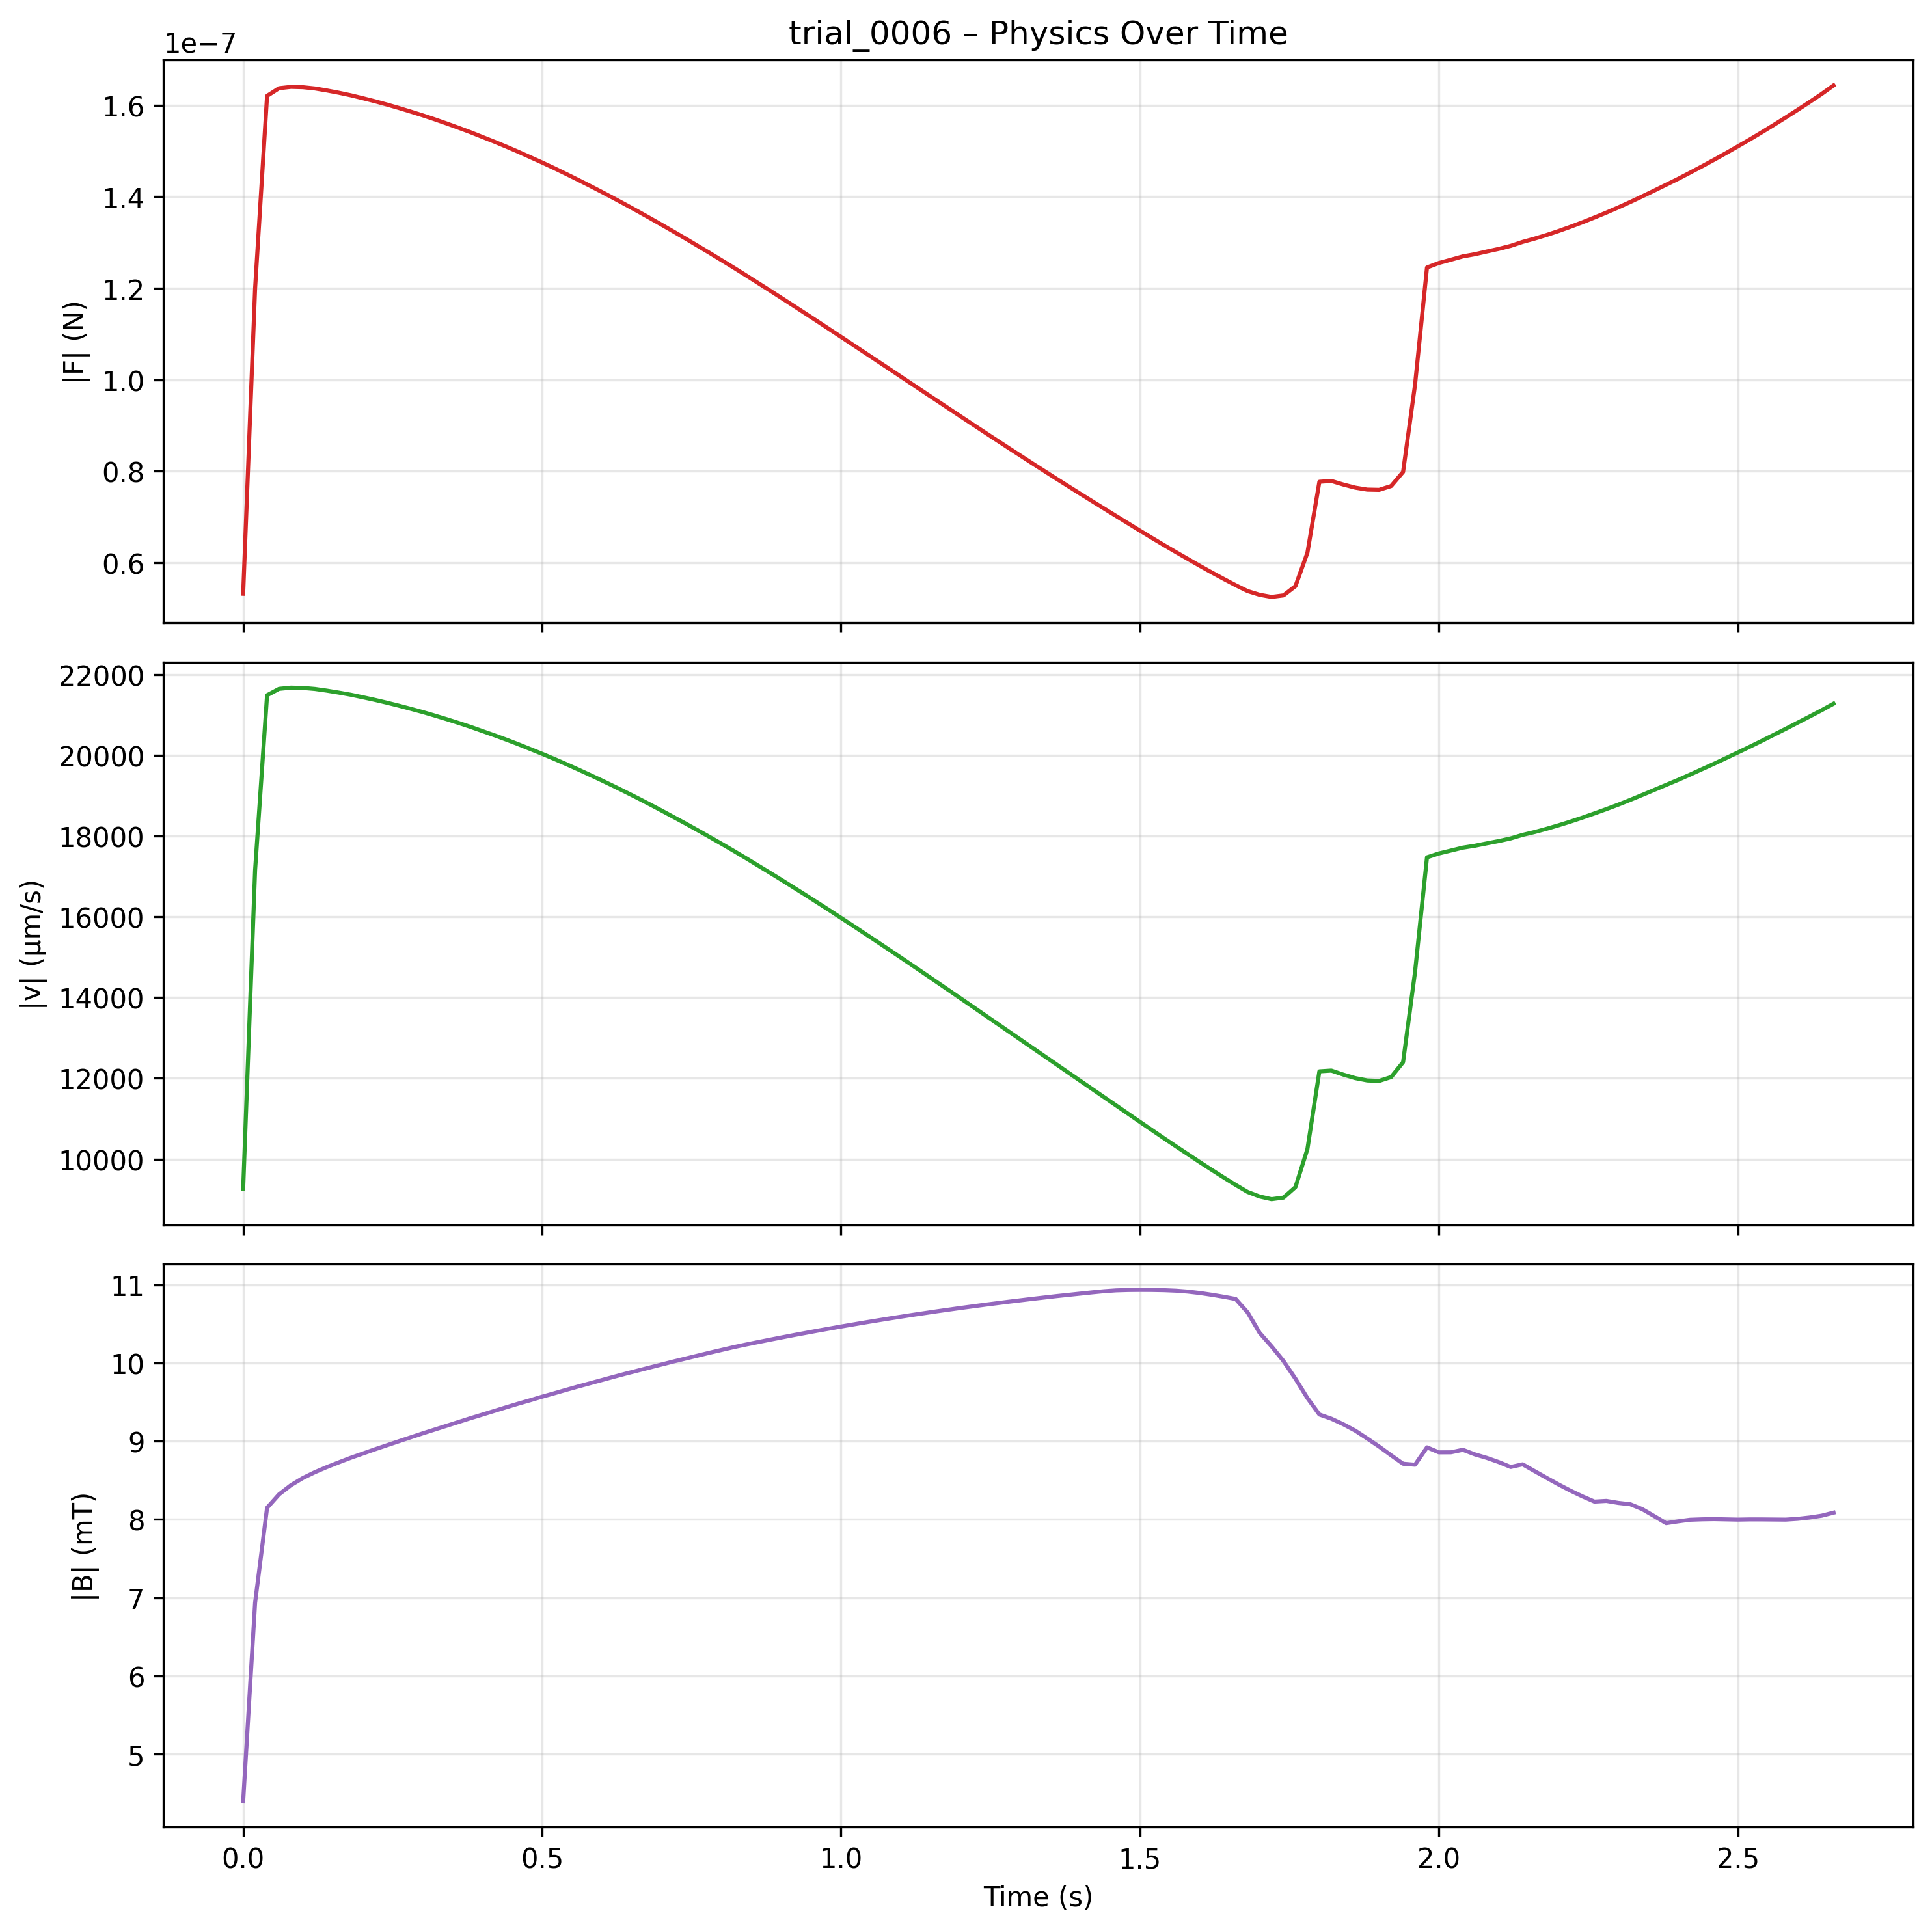 trial_0006 – Physics Over Time
1e−7
1.6
1.4
1.2
1.0
0.8
0.6
|F| (N)
22000
20000
18000
16000
14000
12000
10000
|v| (µm/s)
11
10
9
8
7
6
5
|B| (mT)
0.0 0.5 1.0 1.5 2.0 2.5
Time (s)